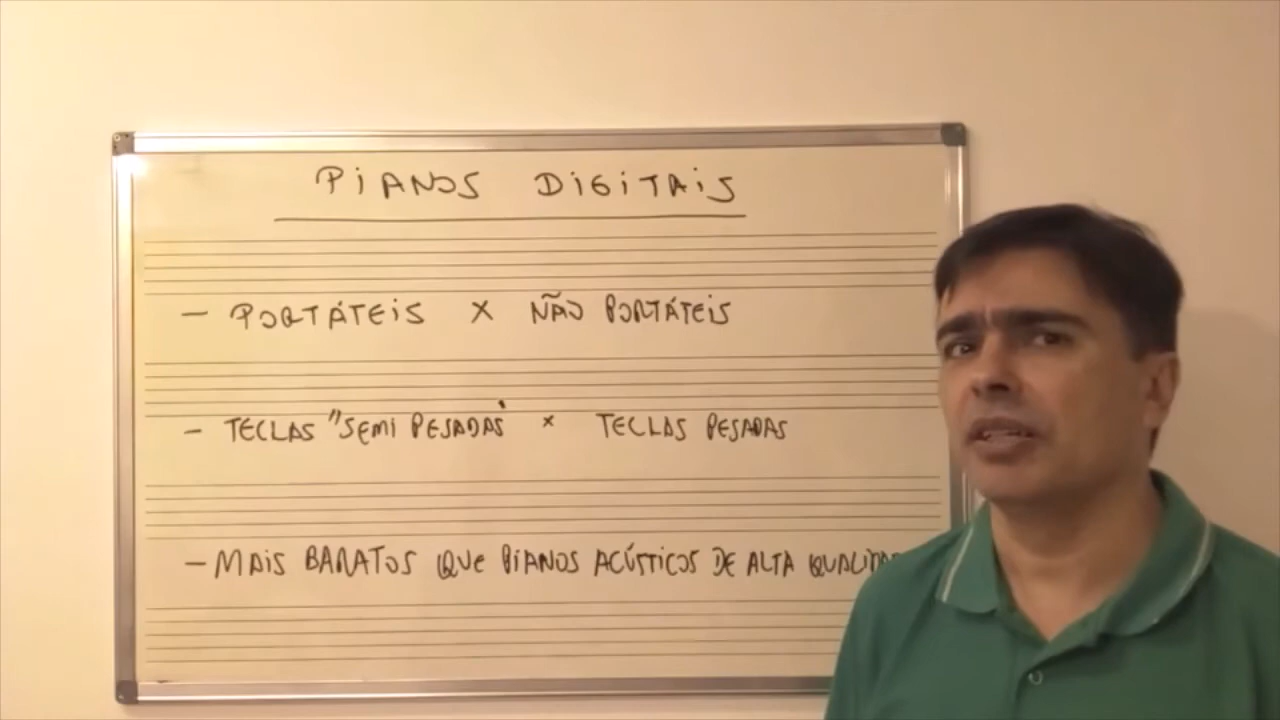 PIANOS DIGITAIS
- PORTÁTEIS X NÃO PORTÁTEIS
- TECLAS "SEMI PESADAS" x TECLAS PESADAS
- MAIS BARATOS QUE PIANOS ACÚSTICOS DE ALTA